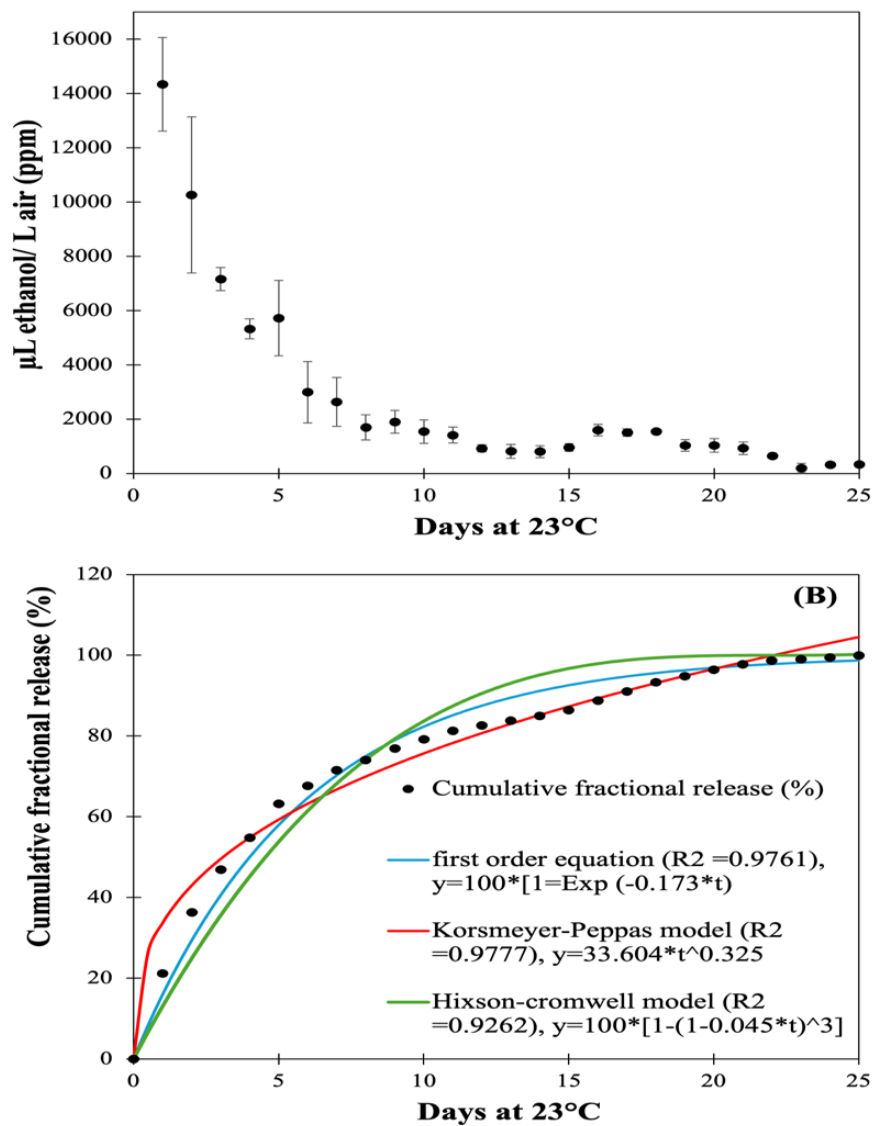 µL ethanol/ L air (ppm)
16000
14000
12000
10000
8000
6000
4000
2000
0
0 5 10 15 20 25
Days at 23°C
Cumulative fractional release (%)
120
100
80
60
40
20
0
(B)
Cumulative fractional release (%)
first order equation (R2 =0.9761),
y=100*[1=Exp (-0.173*t)
Korsmeyer-Peppas model (R2
=0.9777), y=33.604*t^0.325
Hixson-cromwell model (R2
=0.9262), y=100*[1-(1-0.045*t)^3]
0 5 10 15 20 25
Days at 23°C